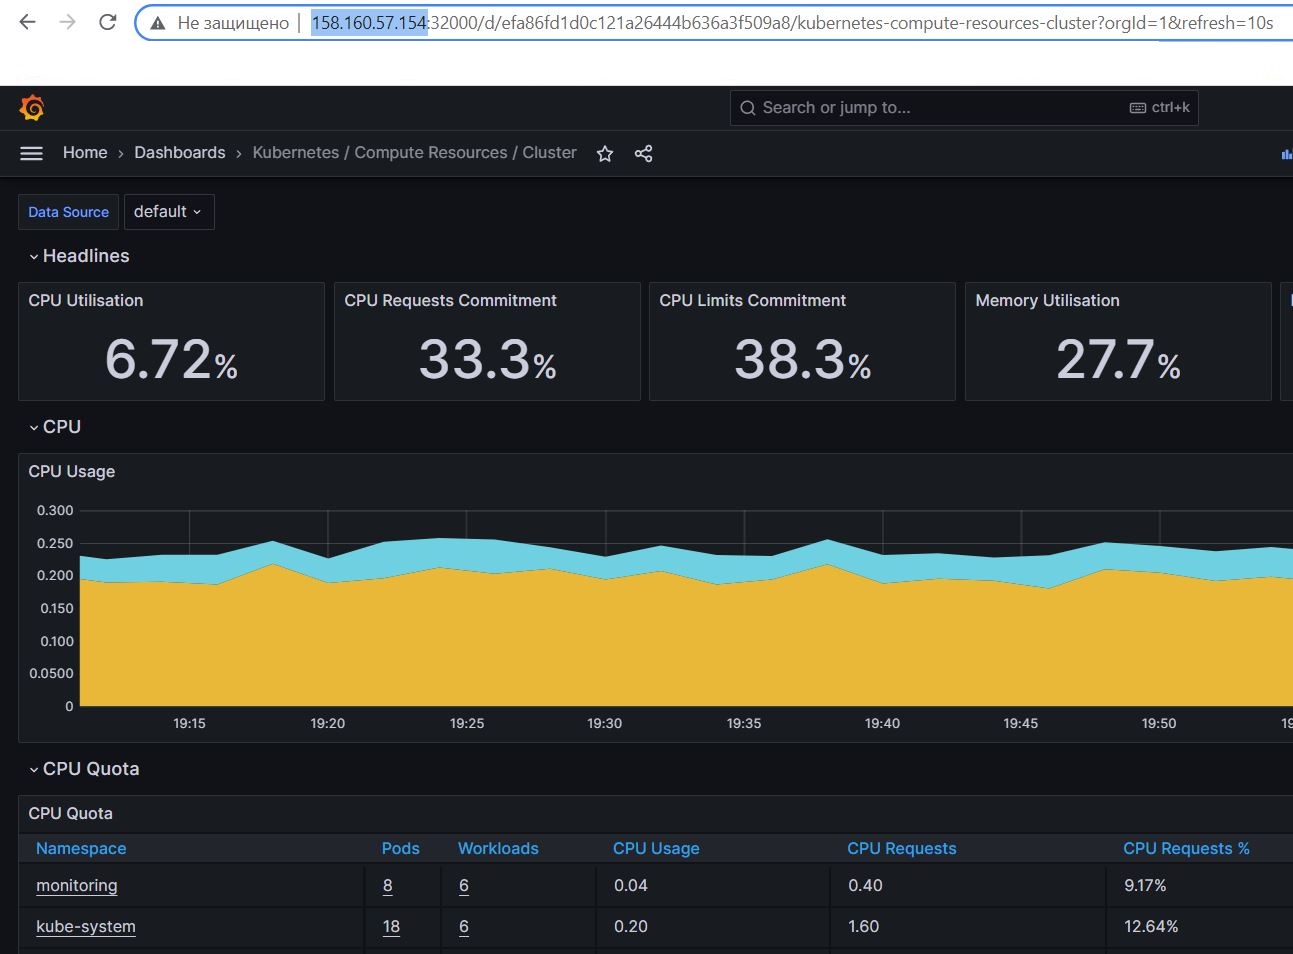 Не защищено | 158.160.57.154:32000/d/efa86fd1d0c121a26444b636a3f509a8/kubernetes-compute-resources-cluster?orgId=1&refresh=10s
Search or jump to... ctrl+k
Home › Dashboards › Kubernetes / Compute Resources / Cluster
Data Source default
Headlines
CPU Utilisation CPU Requests Commitment CPU Limits Commitment Memory Utilisation
6.72% 33.3% 38.3% 27.7%
CPU
CPU Usage
0.300
0.250
0.200
0.150
0.100
0.0500
0
19:15 19:20 19:25 19:30 19:35 19:40 19:45 19:50
CPU Quota
CPU Quota
Namespace Pods Workloads CPU Usage CPU Requests CPU Requests %
monitoring 8 6 0.04 0.40 9.17%
kube-system 18 6 0.20 1.60 12.64%